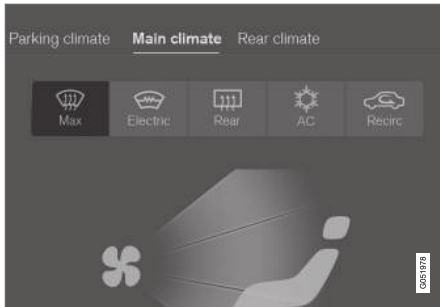 Parking climate Main climate Rear climate
Max Electric Rear AC Recirc
G051978